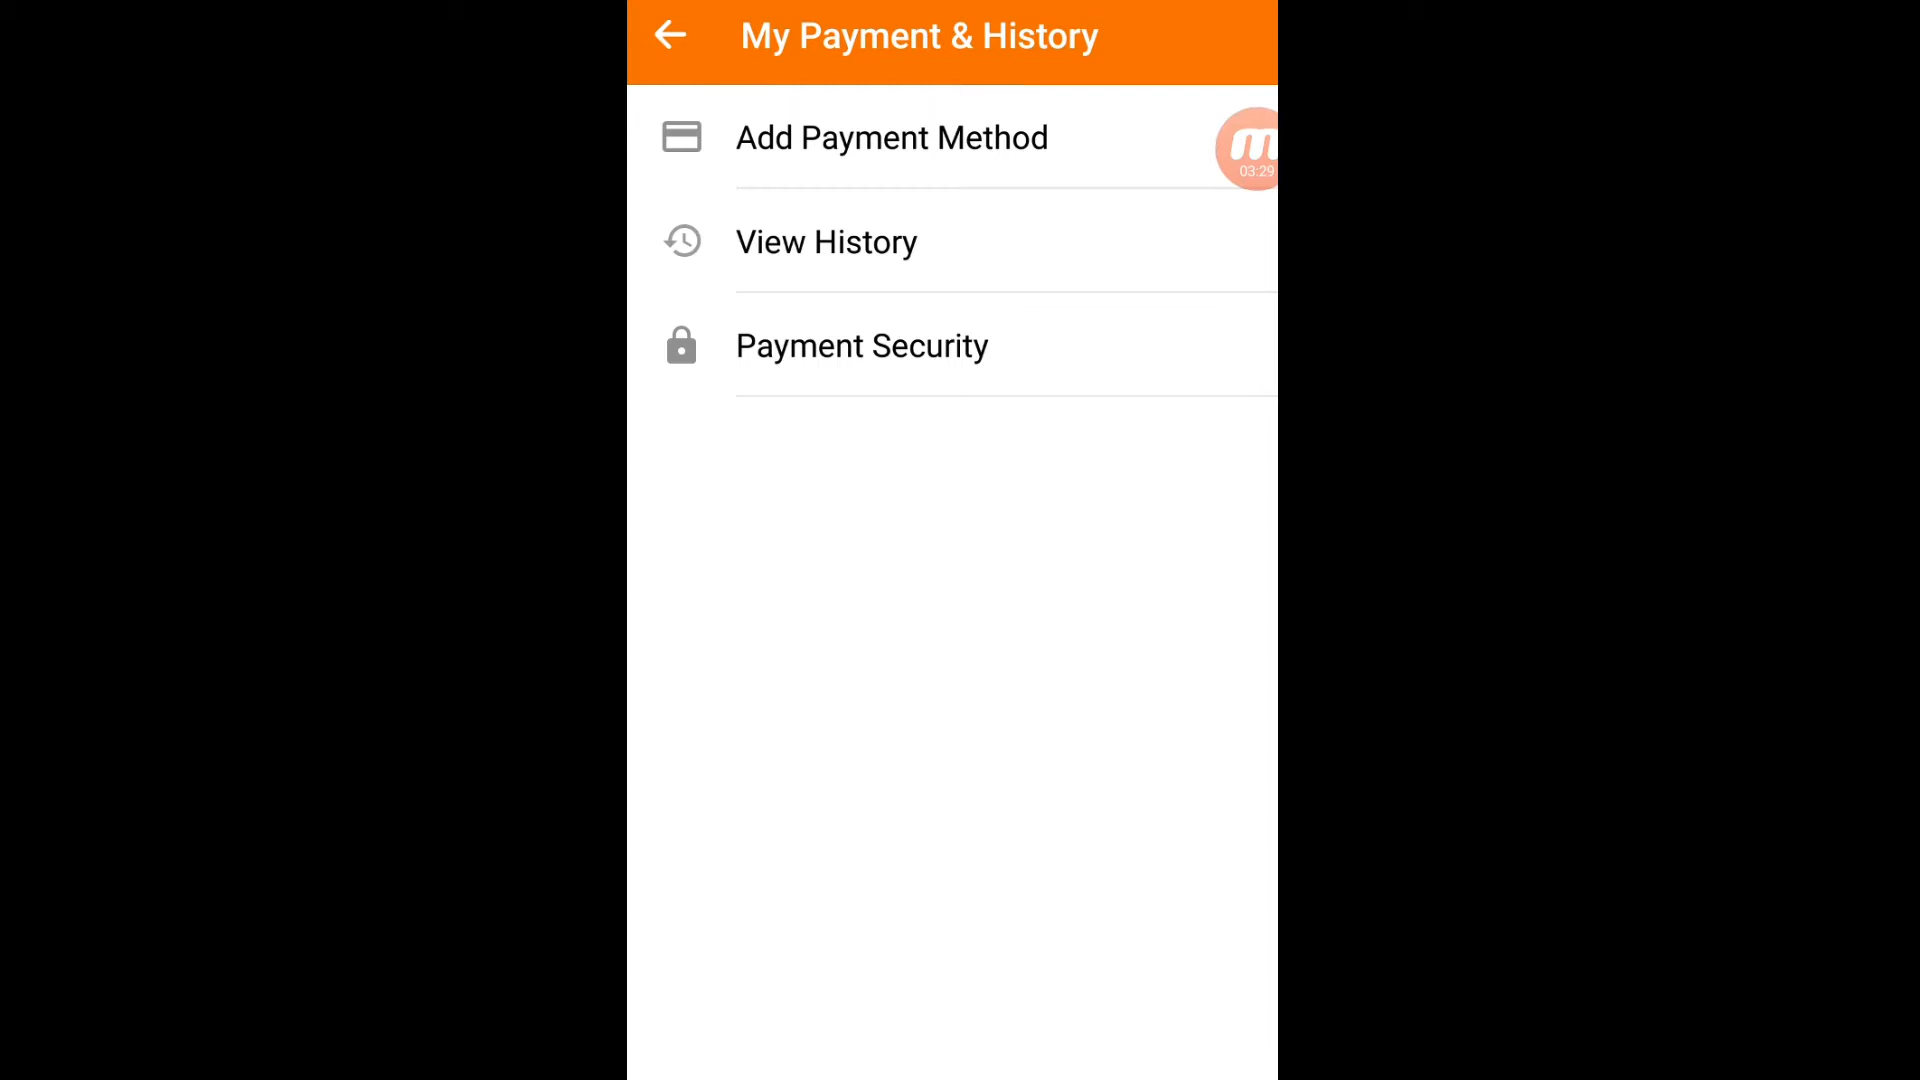 My Payment & History
Add Payment Method
03:29
View History
Payment Security